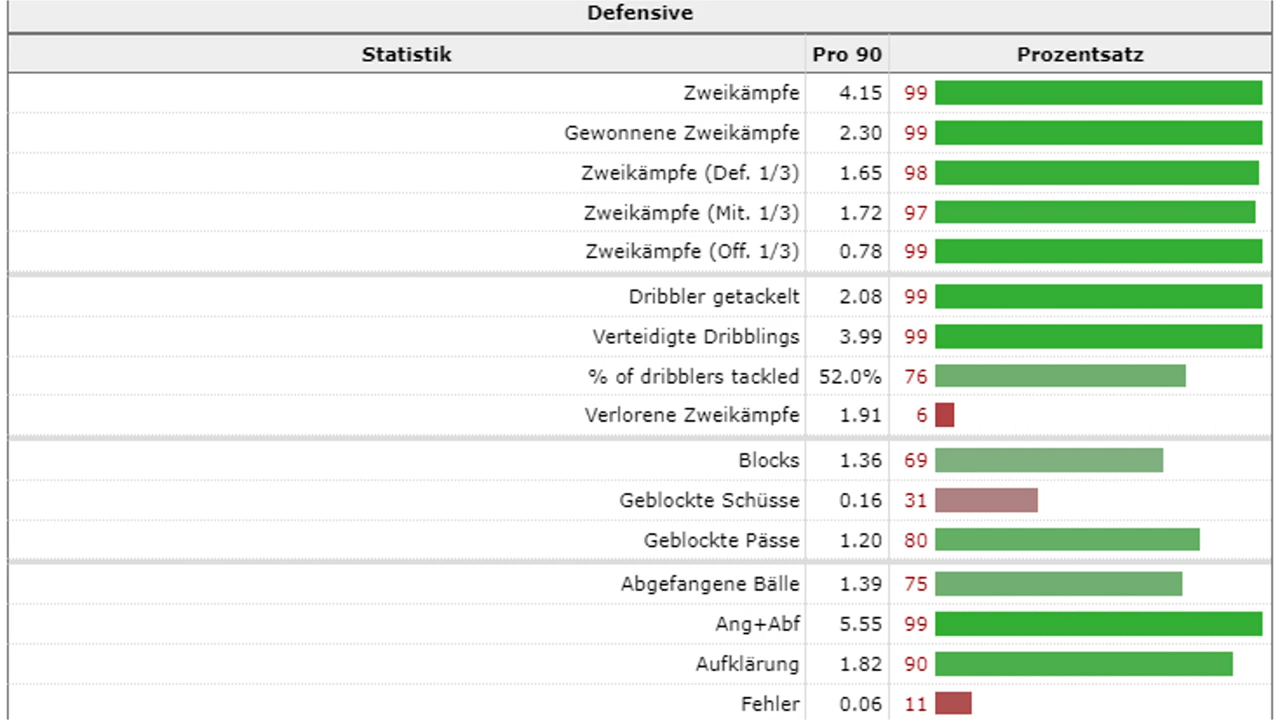 Defensive
Statistik Pro 90 Prozentsatz
Zweikämpfe 4.15 99
Gewonnene Zweikämpfe 2.30 99
Zweikämpfe (Def. 1/3) 1.65 98
Zweikämpfe (Mit. 1/3) 1.72 97
Zweikämpfe (Off. 1/3) 0.78 99
Dribbler getackelt 2.08 99
Verteidigte Dribblings 3.99 99
% of dribblers tackled 52.0% 76
Verlorene Zweikämpfe 1.91 6
Blocks 1.36 69
Geblockte Schüsse 0.16 31
Geblockte Pässe 1.20 80
Abgefangene Bälle 1.39 75
Ang+Abf 5.55 99
Aufklärung 1.82 90
Fehler 0.06 11